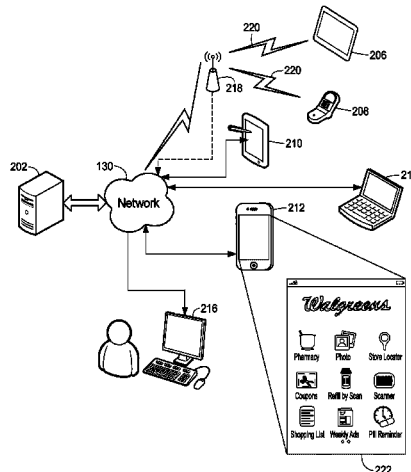 220
206
220
218
208
210
202
130
Network
21
212
216
Walgreens
Pharmacy Photo Store Locator
Coupons Refill by Scan Scanner
Shopping List Weekly Ads Pill Reminder
222